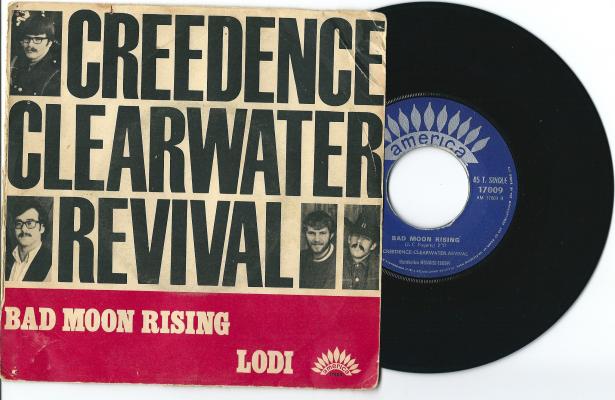 CREEDENCE
CLEARWATER
REVIVAL
BAD MOON RISING
LODI
america
america
45 T. SINGLE
17009
BAD MOON RISING
CREEDENCE CLEARWATER REVIVAL